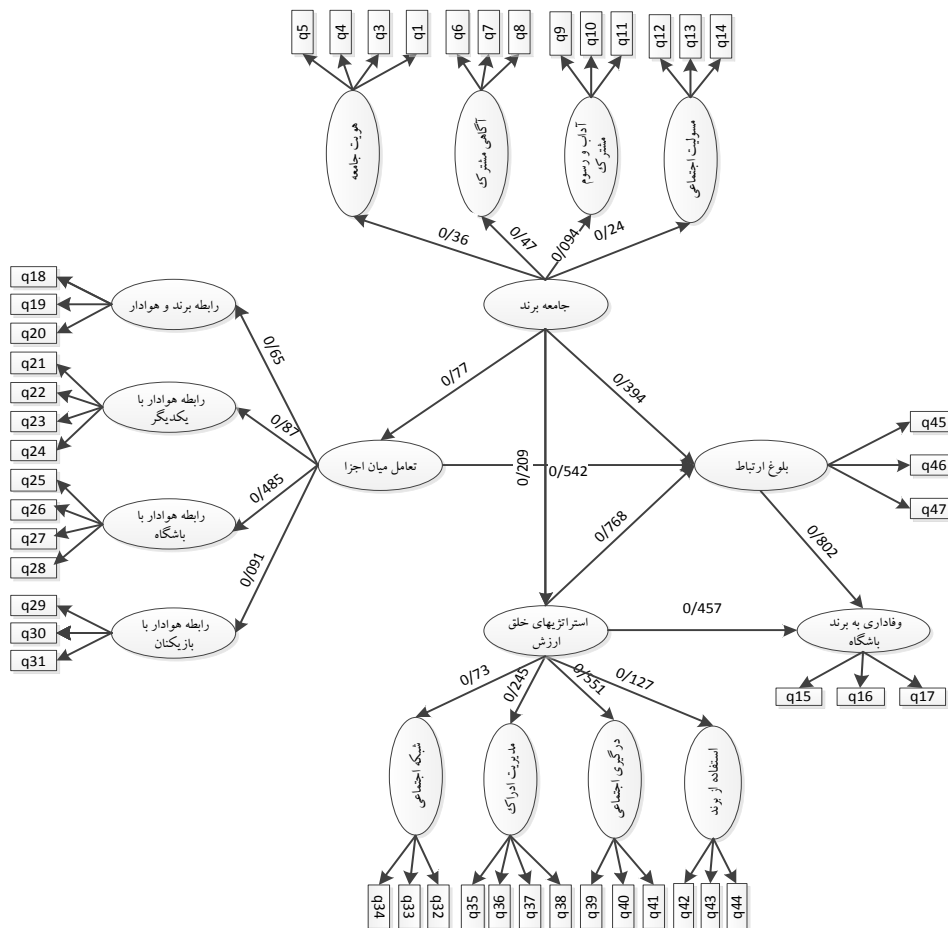 q5
q4
q3
q1
q6
q7
q8
q9
q10
q11
q12
q13
q14
هویت جامعه
آگاهی مشترک
آداب و رسوم
مشترک
مسولیت اجتماعی
0/36
0/47
0/094
0/24
جامعه برند
q18
q19
q20
رابطه برند و هوادار
q21
q22
q23
q24
رابطه هوادار با
یکدیگر
q25
q26
q27
q28
رابطه هوادار با
باشگاه
q29
q30
q31
رابطه هوادار با
بازیکنان
0/65
0/87
0/485
0/091
تعامل میان اجزا
0/77
0/209
0/542
0/394
0/768
بلوغ ارتباط
q45
q46
q47
0/802
استراتژیهای خلق
ارزش
0/457
وفاداری به برند
باشگاه
q15
q16
q17
0/73
0/245
0/551
0/127
شبکه اجتماعی
مدیریت ادراک
درگیری اجتماعی
استفاده از برند
q34
q33
q32
q35
q36
q37
q38
q39
q40
q41
q42
q43
q44